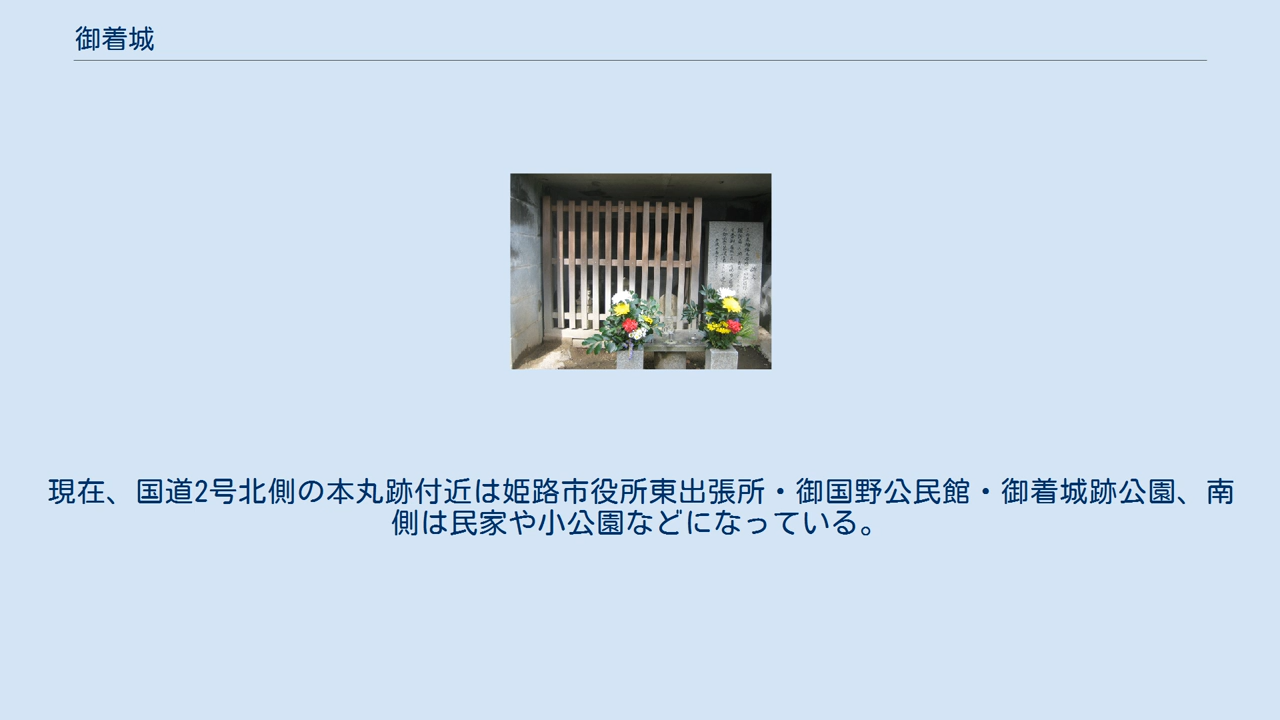 御着城
現在、国道2号北側の本丸跡付近は姫路市役所東出張所・御国野公民館・御着城跡公園、南
側は民家や小公園などになっている。